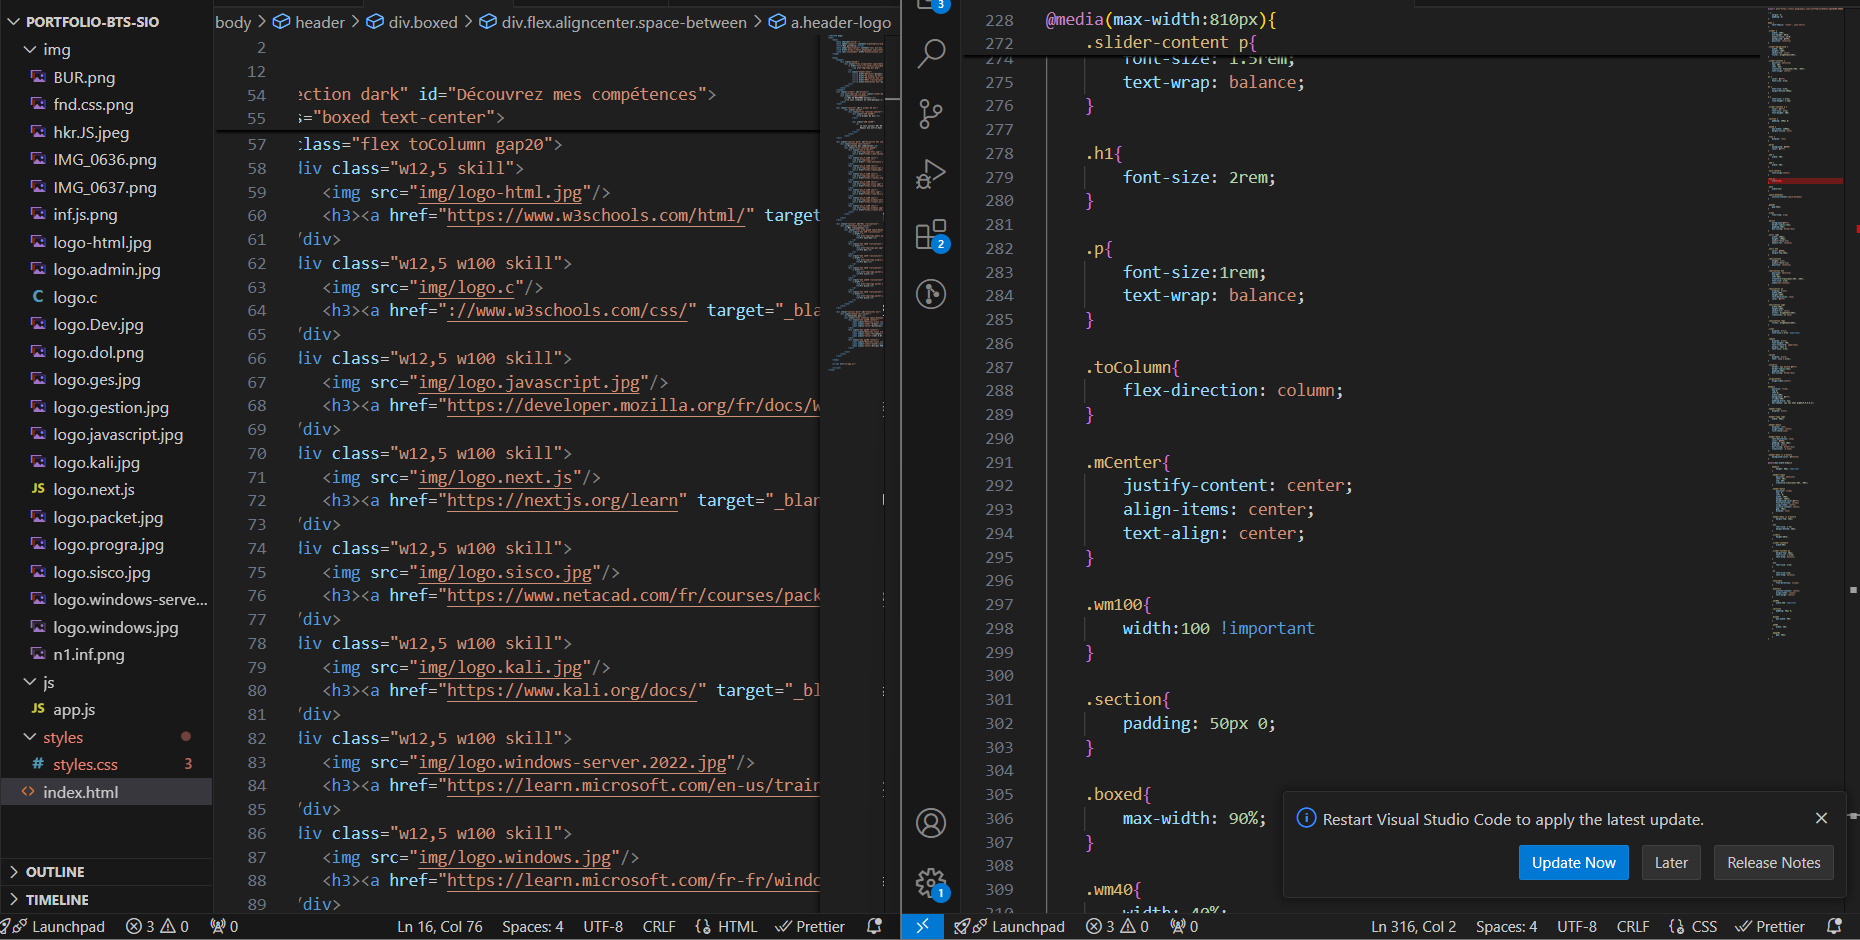 PORTFOLIO-BTS-SIO
img
BUR.png
fnd.css.png
hkr.JS.jpeg
IMG_0636.png
IMG_0637.png
inf.js.png
logo-html.jpg
logo.admin.jpg
C logo.c
logo.Dev.jpg
logo.dol.png
logo.ges.jpg
logo.gestion.jpg
logo.javascript.jpg
logo.kali.jpg
JS logo.next.js
logo.packet.jpg
logo.progra.jpg
logo.sisco.jpg
logo.windows-serve...
logo.windows.jpg
n1.inf.png
js
JS app.js
styles
# styles.css 3
<> index.html
OUTLINE
TIMELINE
body > header > div.boxed > div.flex.aligncenter.space-between > a.header-logo
2
12
54 ection dark" id="Découvrez mes compétences">
55 ="boxed text-center">
57 class="flex toColumn gap20">
58 div class="w12,5 skill">
59 <img src="img/logo-html.jpg"/>
60 <h3><a href="https://www.w3schools.com/html/" target
61 /div>
62 div class="w12,5 w100 skill">
63 <img src="img/logo.c"/>
64 <h3><a href="://www.w3schools.com/css/" target="_bla
65 /div>
66 div class="w12,5 w100 skill">
67 <img src="img/logo.javascript.jpg"/>
68 <h3><a href="https://developer.mozilla.org/fr/docs/W
69 /div>
70 div class="w12,5 w100 skill">
71 <img src="img/logo.next.js"/>
72 <h3><a href="https://nextjs.org/learn" target="_blan
73 /div>
74 div class="w12,5 w100 skill">
75 <img src="img/logo.sisco.jpg"/>
76 <h3><a href="https://www.netacad.com/fr/courses/pack
77 /div>
78 div class="w12,5 w100 skill">
79 <img src="img/logo.kali.jpg"/>
80 <h3><a href="https://www.kali.org/docs/" target="_bl
81 /div>
82 div class="w12,5 w100 skill">
83 <img src="img/logo.windows-server.2022.jpg"/>
84 <h3><a href="https://learn.microsoft.com/en-us/train
85 /div>
86 div class="w12,5 w100 skill">
87 <img src="img/logo.windows.jpg"/>
88 <h3><a href="https://learn.microsoft.com/fr-fr/windo
89 /div>
Launchpad 3 0 0 Ln 16, Col 76 Spaces: 4 UTF-8 CRLF {} HTML Prettier
3
2
1
228 @media(max-width:810px){
272 .slider-content p{
274 font-size: 1.5rem;
275 text-wrap: balance;
276 }
277
278 .h1{
279 font-size: 2rem;
280 }
281
282 .p{
283 font-size:1rem;
284 text-wrap: balance;
285 }
286
287 .toColumn{
288 flex-direction: column;
289 }
290
291 .mCenter{
292 justify-content: center;
293 align-items: center;
294 text-align: center;
295 }
296
297 .wm100{
298 width:100 !important
299 }
300
301 .section{
302 padding: 50px 0;
303 }
304
305 .boxed{
306 max-width: 90%;
307 }
308
309 .wm40{
310 width: 40%;
Restart Visual Studio Code to apply the latest update.
Update Now
Later
Release Notes
Launchpad 3 0 0 Ln 316, Col 2 Spaces: 4 UTF-8 CRLF {} CSS Prettier